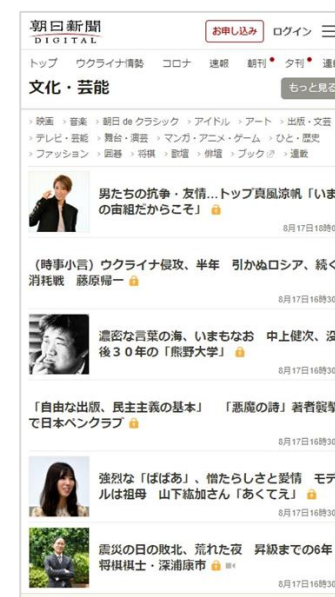 朝日新聞
DIGITAL
お申し込み ログイン
トップ ウクライナ情勢 コロナ 速報 朝刊 夕刊 連
文化・芸能 もっと見る
映画 音楽 朝日 de クラシック アイドル アート 出版・文芸
テレビ・芸能 舞台・演芸 マンガ・アニメ・ゲーム ひと・歴史
ファッション 囲碁 将棋 歌壇 俳壇 ブック 連載
男たちの抗争・友情…トップ真風涼帆「いま
の宙組だからこそ」
8月17日18時0
(時事小言)ウクライナ侵攻、半年 引かぬロシア、続く
消耗戦 藤原帰一
8月17日16時30
濃密な言葉の海、いまもなお 中上健次、没
後30年の「熊野大学」
8月17日16時30
「自由な出版、民主主義の基本」 「悪魔の詩」著者襲撃
で日本ペンクラブ
8月17日16時30
強烈な「ばばあ」、憎たらしさと愛情 モデ
ルは祖母 山下紘加さん「あくてえ」
8月17日16時30
震災の日の敗北、荒れた夜 昇級までの6年
将棋棋士・深浦康市
8月17日16時30